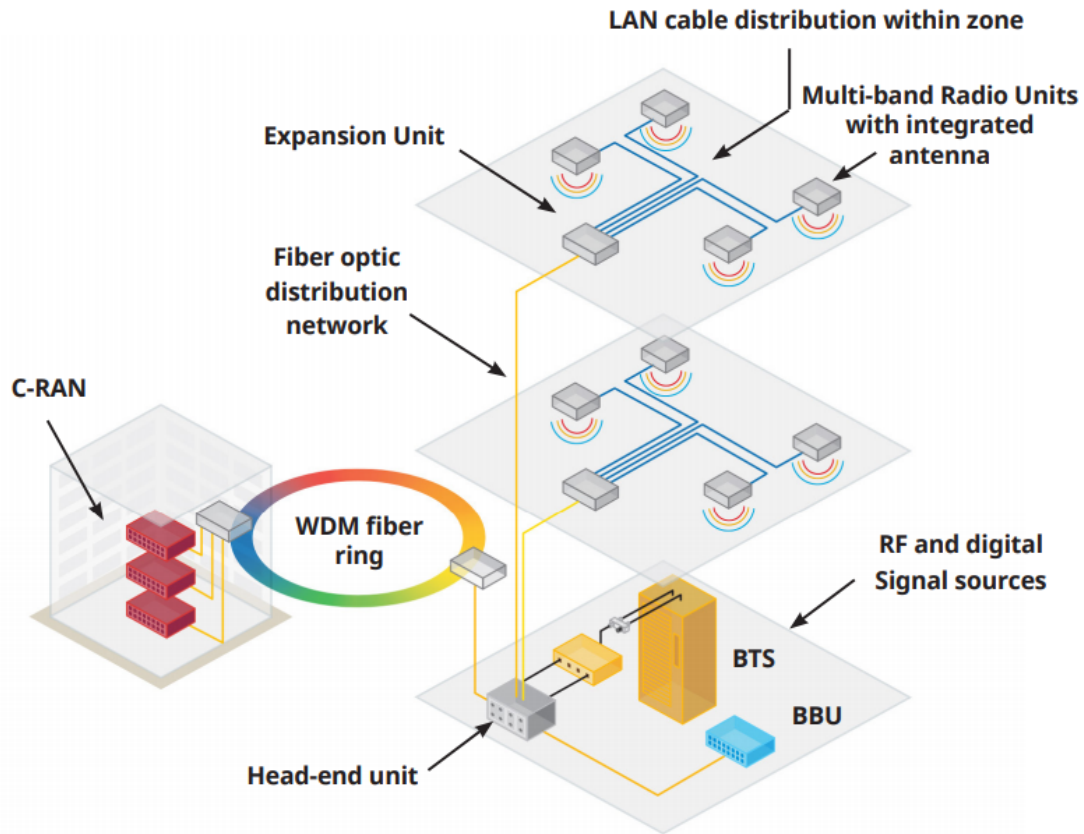 LAN cable distribution within zone
Multi-band Radio Units
with integrated
antenna
Expansion Unit
Fiber optic
distribution
network
C-RAN
WDM fiber
ring
RF and digital
Signal sources
BTS
BBU
Head-end unit